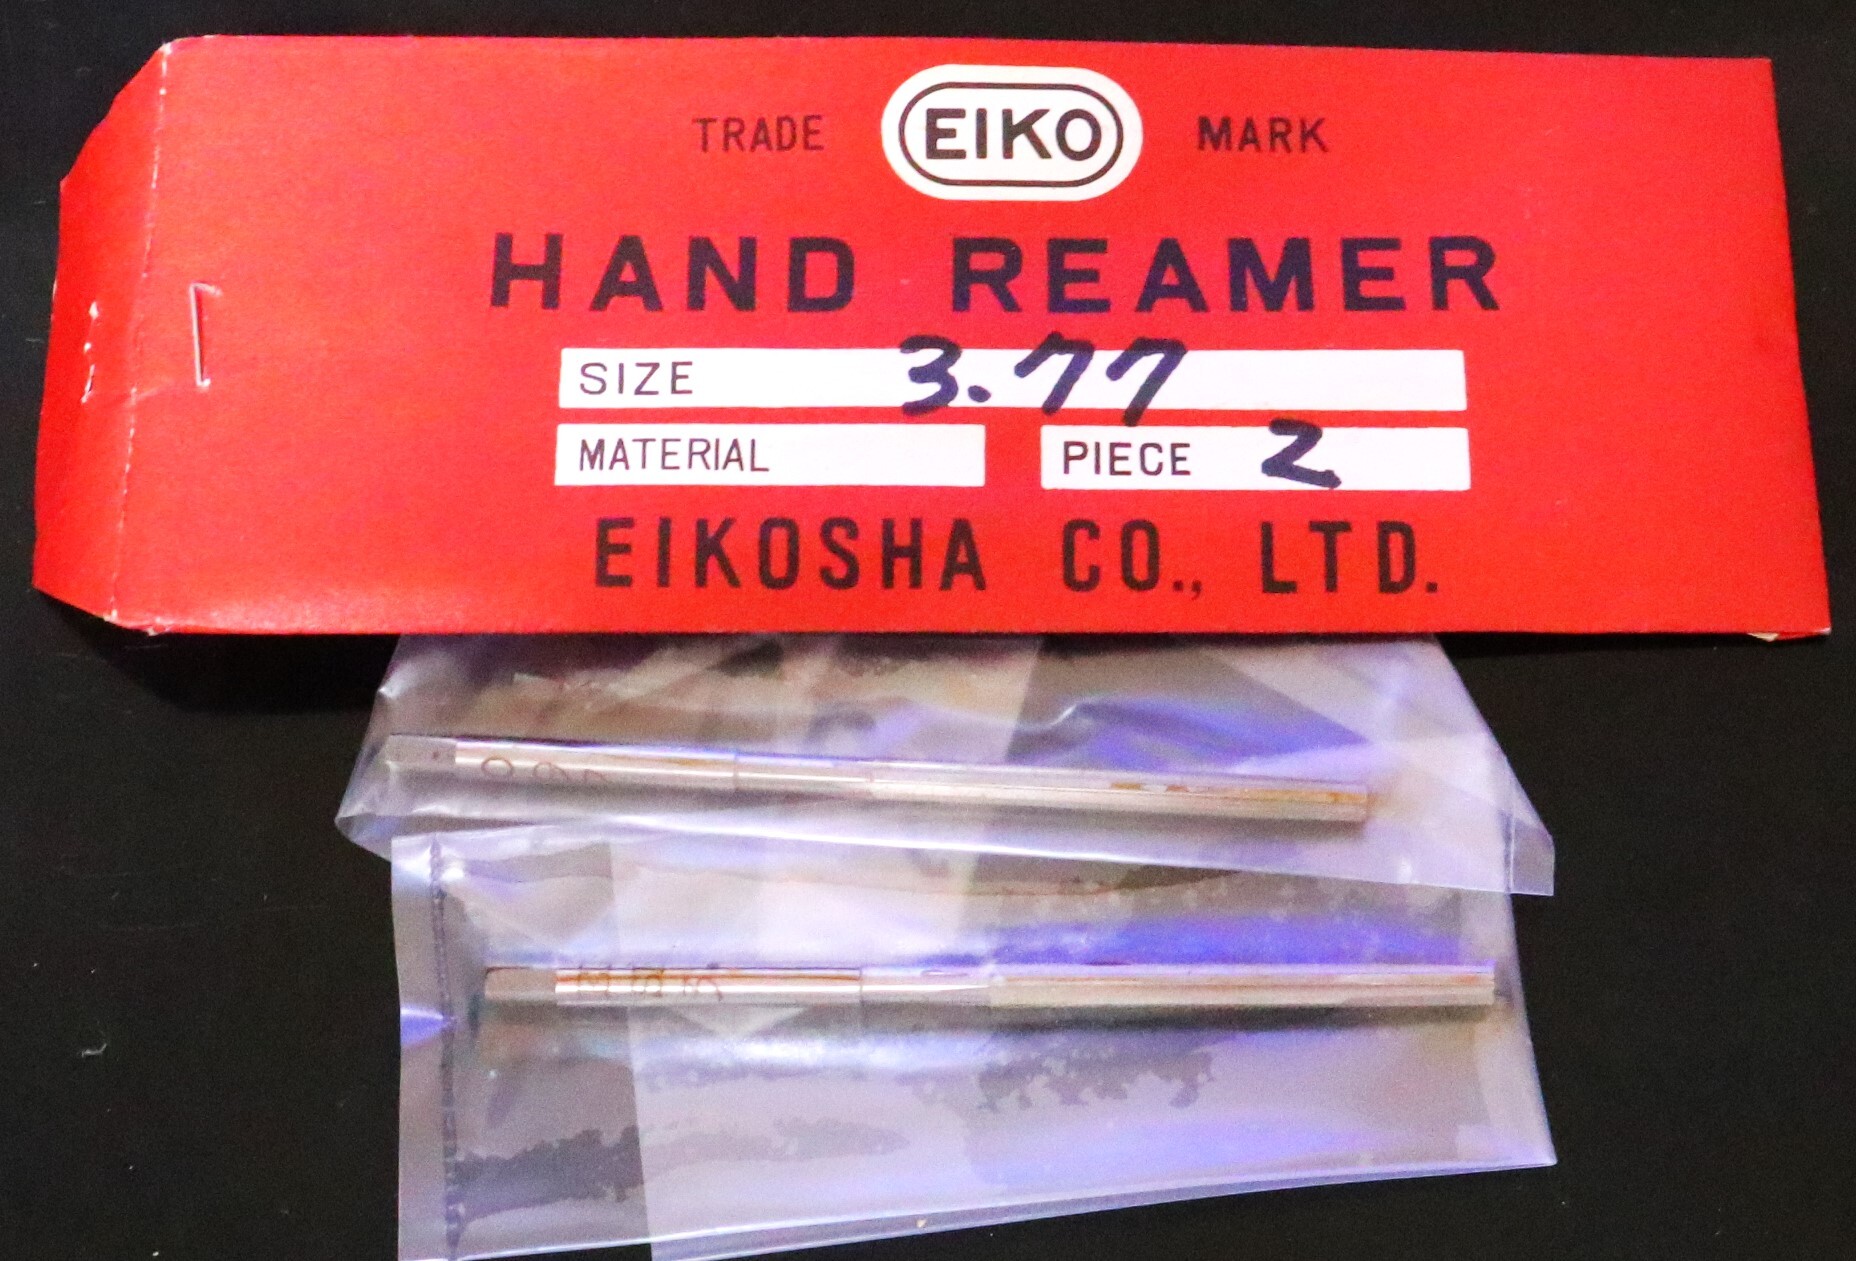 TRADE EIKO MARK
HAND REAMER
SIZE 3.77
MATERIAL
PIECE 2
EIKOSHA CO., LTD.